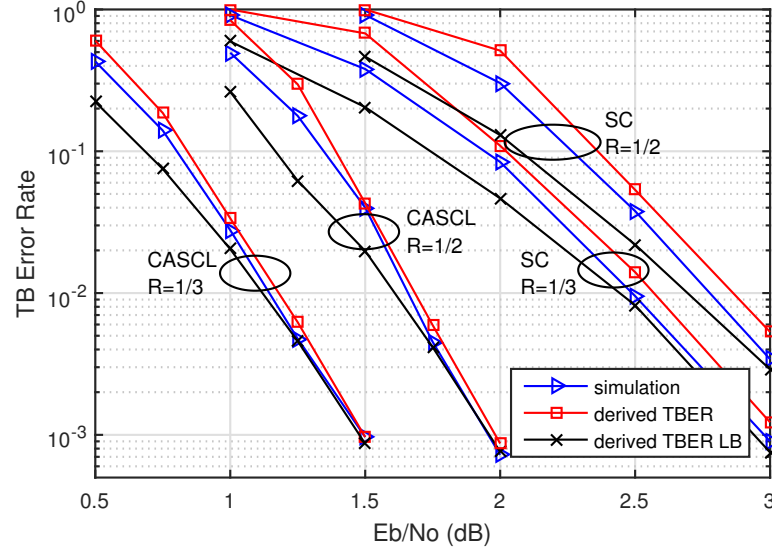 10^0
10^-1
10^-2
10^-3
TB Error Rate
SC
R=1/2
CASCL
R=1/2
CASCL
R=1/3
SC
R=1/3
simulation
derived TBER
derived TBER LB
0.5 1 1.5 2 2.5 3
Eb/No (dB)